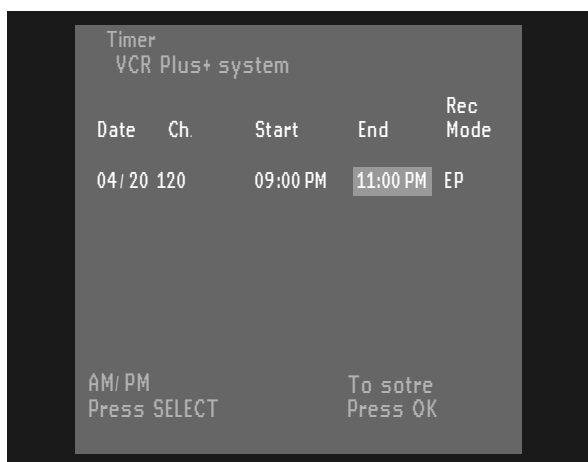 Timer
VCR Plus+ system
Rec
Date Ch. Start End Mode
04/20 120 09:00 PM 11:00 PM EP
AM/PM To sotre
Press SELECT Press OK